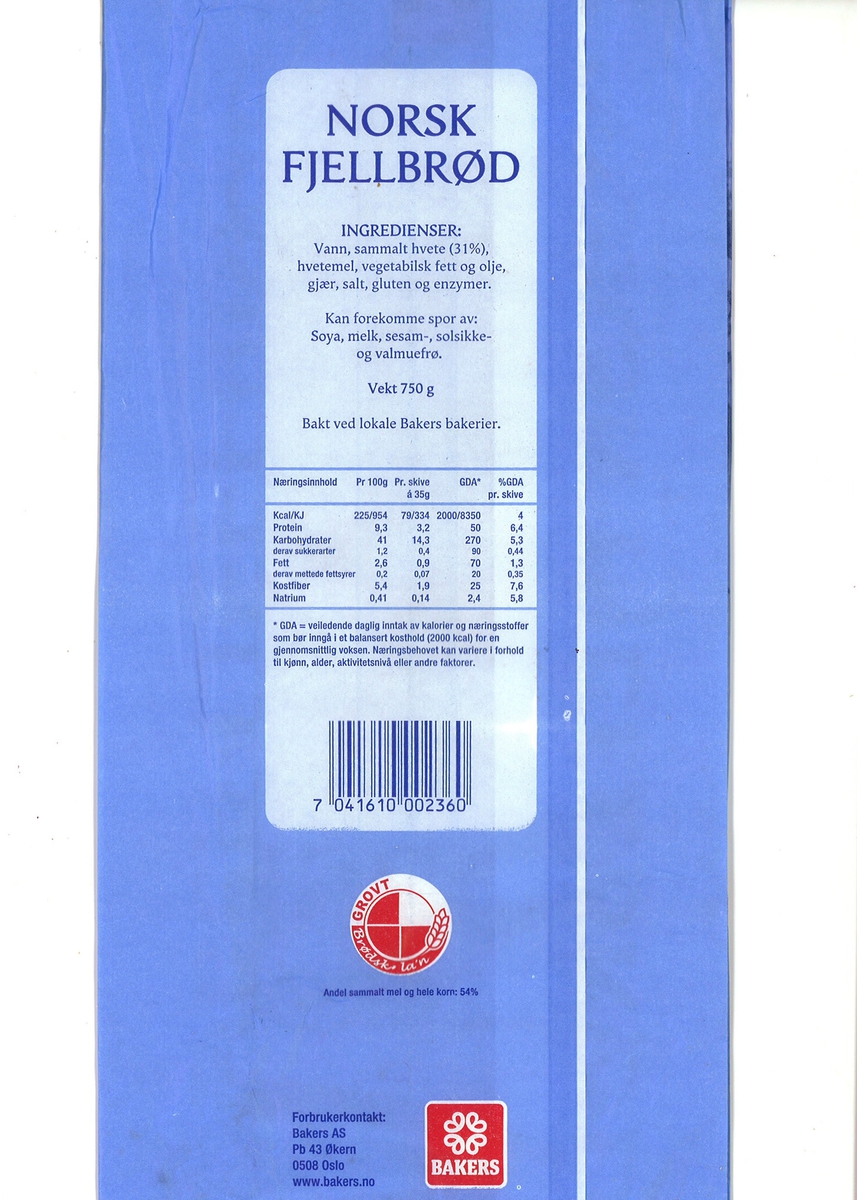 NORSK
FJELLBRØD
INGREDIENSER:
Vann, sammalt hvete (31%),
hvetemel, vegetabilsk fett og olje,
gjær, salt, gluten og enzymer.
Kan forekomme spor av:
Soya, melk, sesam-, solsikke-
og valmuefrø.
Vekt 750 g
Bakt ved lokale Bakers bakerier.
Næringsinnhold Pr 100g Pr. skive GDA* %GDA
á 35g pr. skive
Kcal/KJ 225/954 79/334 2000/8350 4
Protein 9,3 3,2 50 6,4
Karbohydrater 41 14,3 270 5,3
derav sukkerarter 1,2 0,4 90 0,44
Fett 2,6 0,9 70 1,3
derav mettede fettsyrer 0,2 0,07 20 0,35
Kostfiber 5,4 1,9 25 7,6
Natrium 0,41 0,14 2,4 5,8
* GDA = veiledende daglig inntak av kalorier og næringsstoffer
som bør inngå i et balansert kosthold (2000 kcal) for en
gjennomsnittlig voksen. Næringsbehovet kan variere i forhold
til kjønn, alder, aktivitetsnivå eller andre faktorer.
7 041610 002360
GROVT
Brødska'la'n
Andel sammalt mel og hele korn: 54%
Forbrukerkontakt:
Bakers AS
Pb 43 Økern
0508 Oslo
www.bakers.no
BAKERS